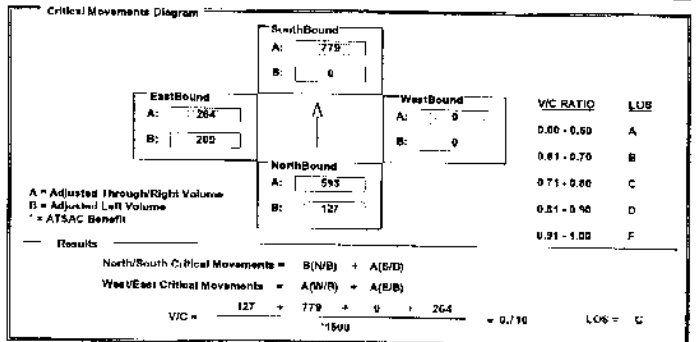 Critical Movements Diagram
SouthBound
A: 779
B: 0
EastBound
A: 264
B: 209
WestBound
A: 0
B: 0
NorthBound
A: 593
B: 127
V/C RATIO LOS
0.00 - 0.60 A
0.61 - 0.70 B
0.71 - 0.80 C
0.81 - 0.90 D
0.91 - 1.00
A = Adjusted Through/Right Volume
B = Adjusted Left Volume
* = ATSAC Benefit
Results
North/South Critical Movements = B(N/B) + A(S/B)
West/East Critical Movements = A(W/B) + A(E/B)
V/C = 127 + 779 + 0 + 264 = 0.710 LOS = C
*1500